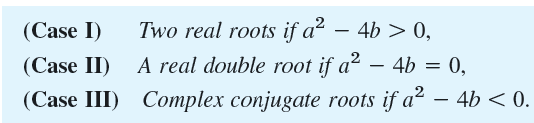 (Case I) Two real roots if a² − 4b > 0,
(Case II) A real double root if a² − 4b = 0,
(Case III) Complex conjugate roots if a² − 4b < 0.